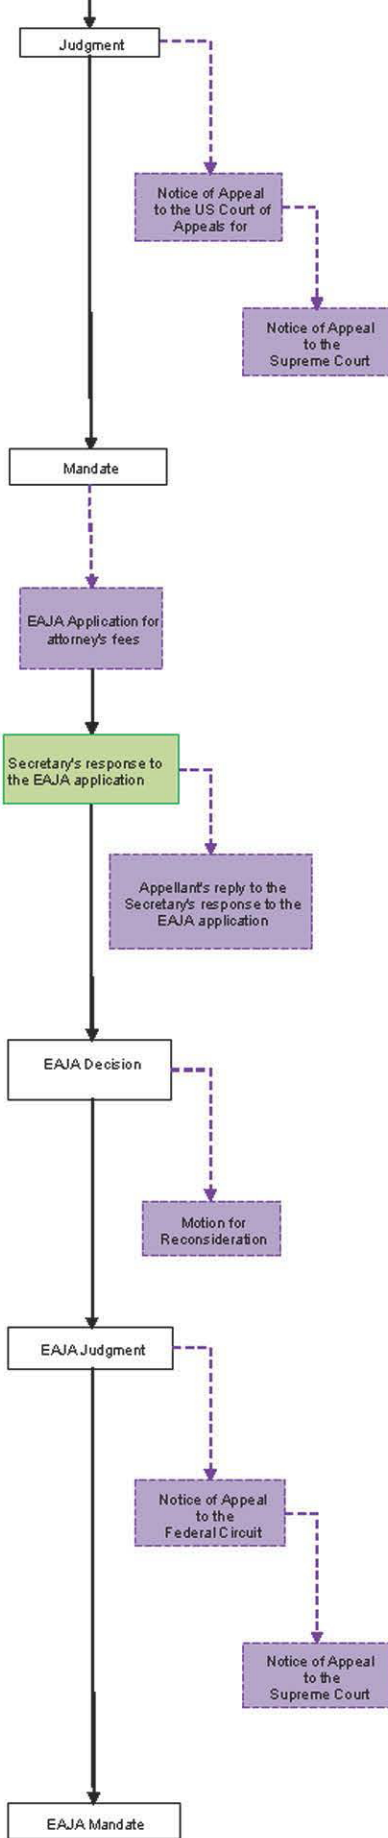 Judgment
Notice of Appeal
to the US Court of
Appeals for
Notice of Appeal
to the
Supreme Court
Mandate
EAJA Application for
attorney's fees
Secretary's response to
the EAJA application
Appellant's reply to the
Secretary's response to the
EAJA application
EAJA Decision
Motion for
Reconsideration
EAJA Judgment
Notice of Appeal
to the
Federal Circuit
Notice of Appeal
to the
Supreme Court
EAJA Mandate